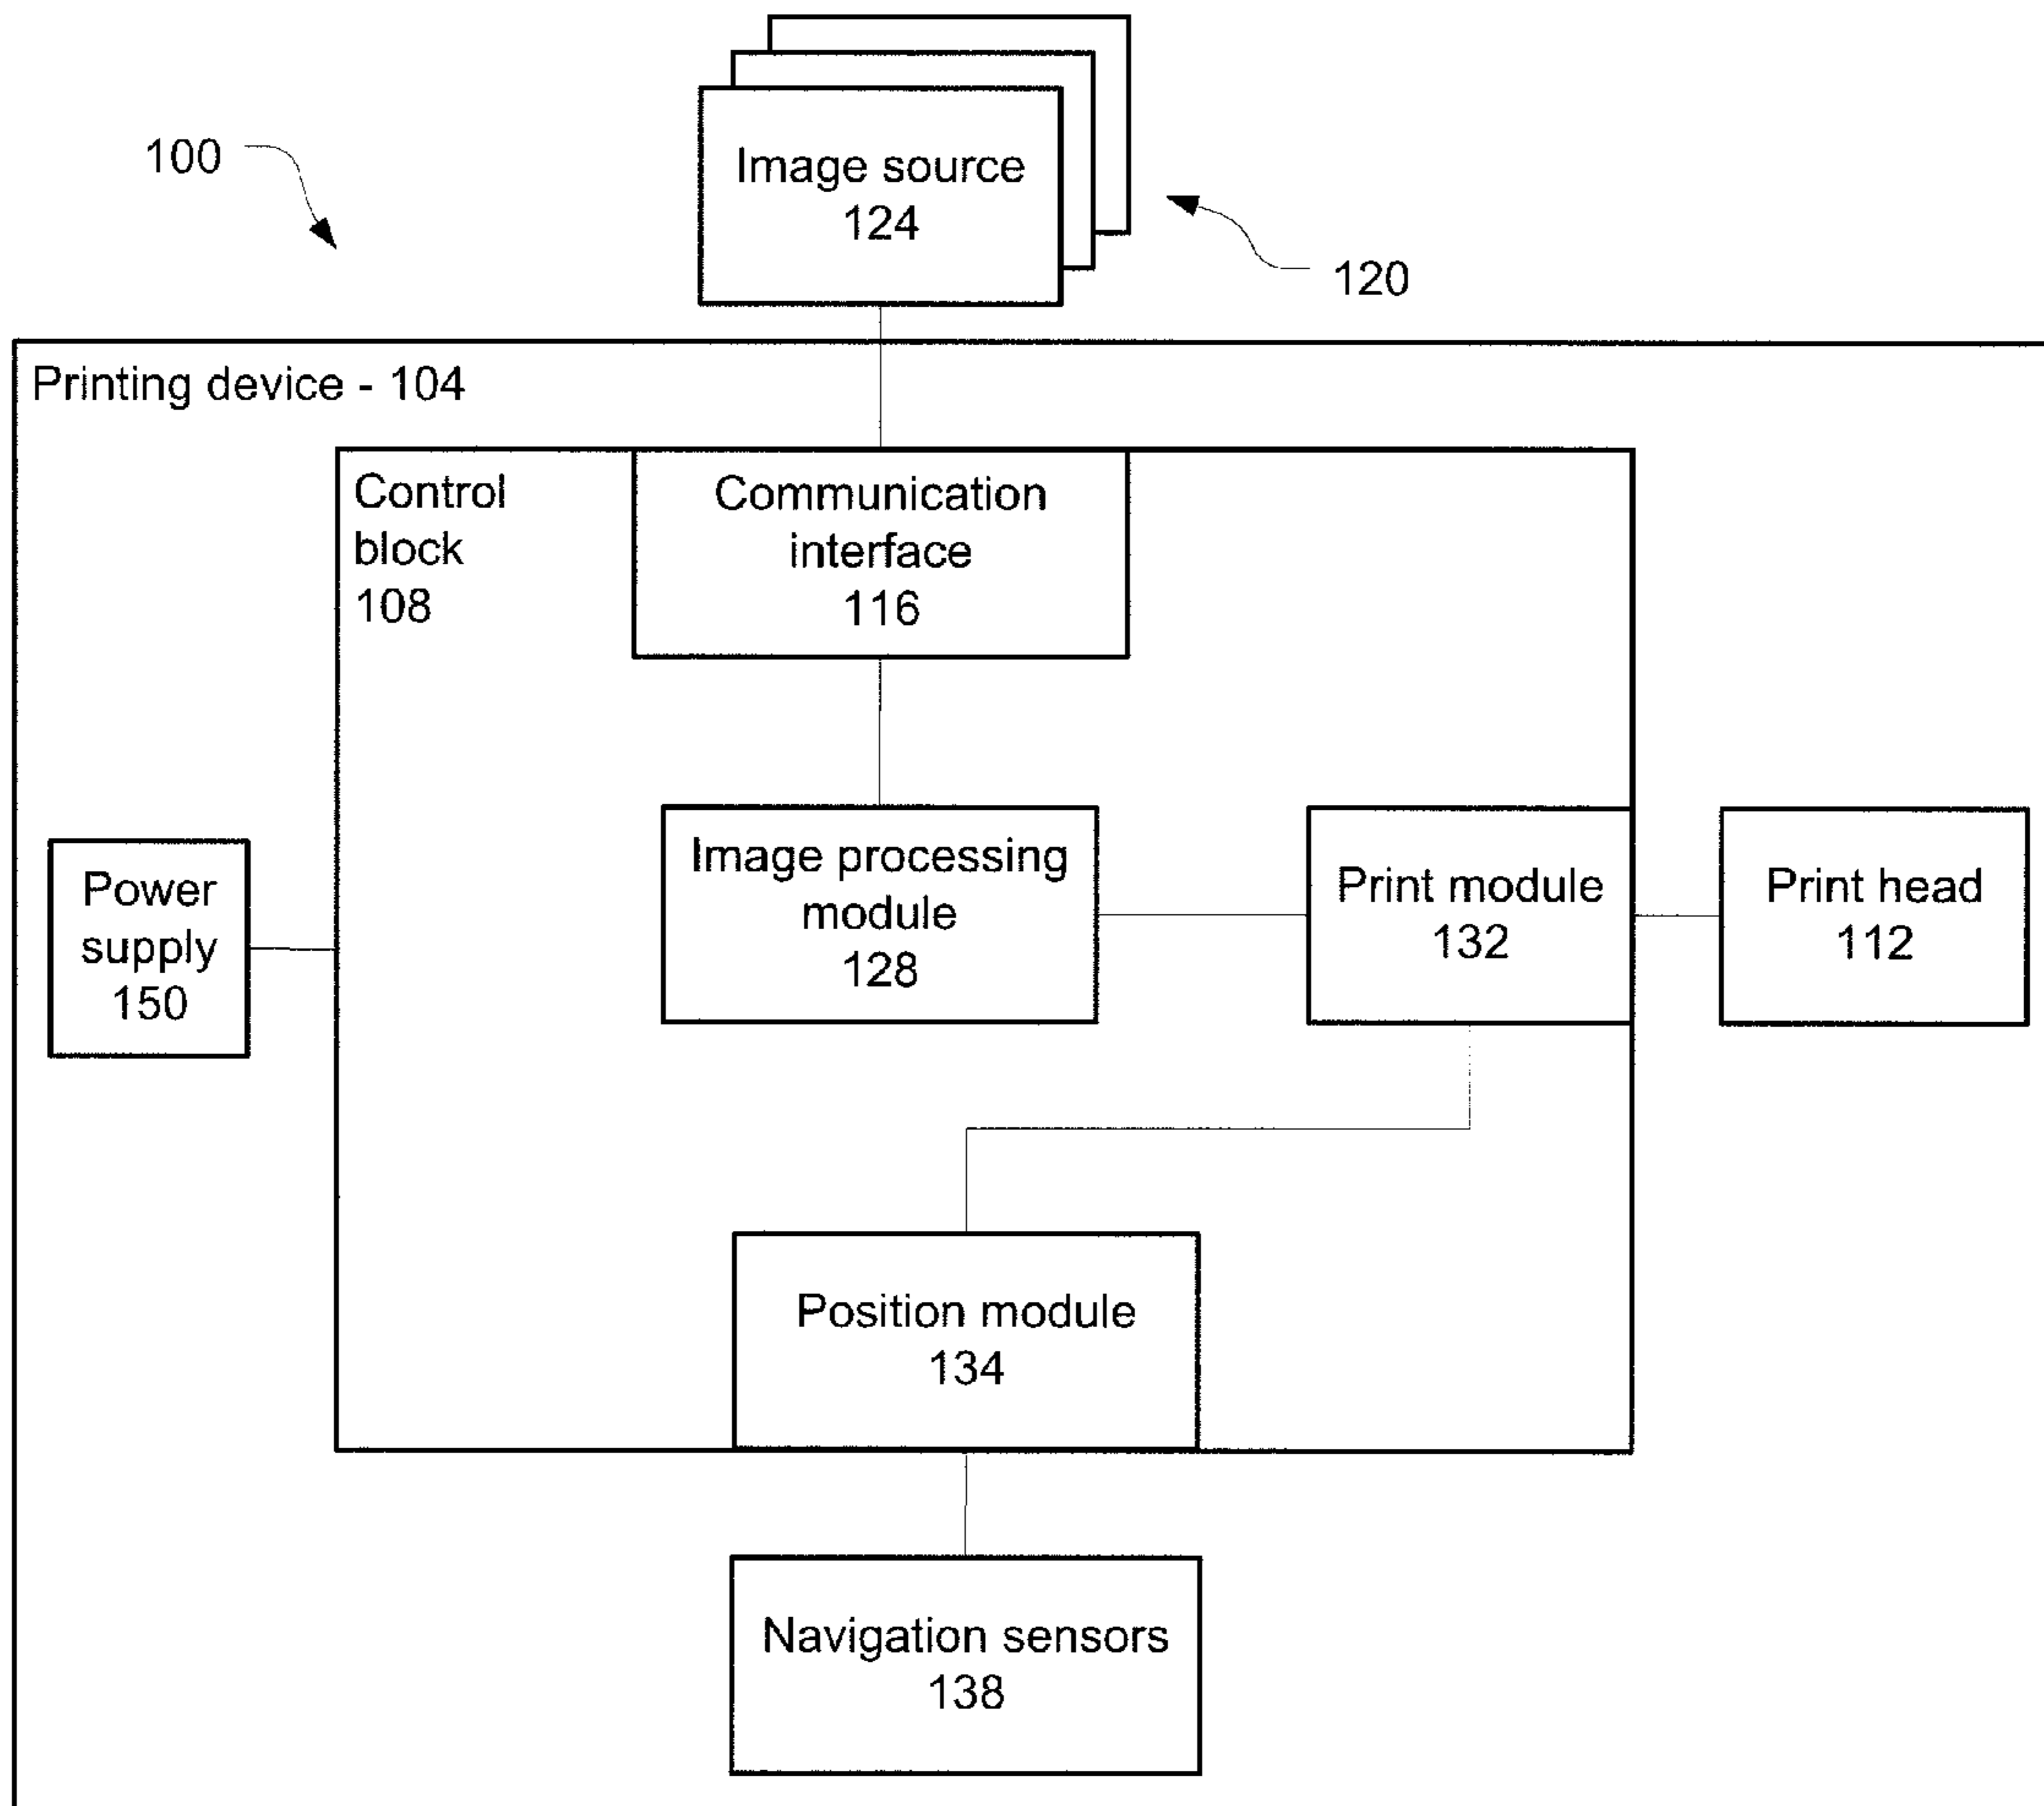 100
Image source
124
120
Printing device - 104
Control
block
108
Communication
interface
116
Power
supply
150
Image processing
module
128
Print module
132
Print head
112
Position module
134
Navigation sensors
138